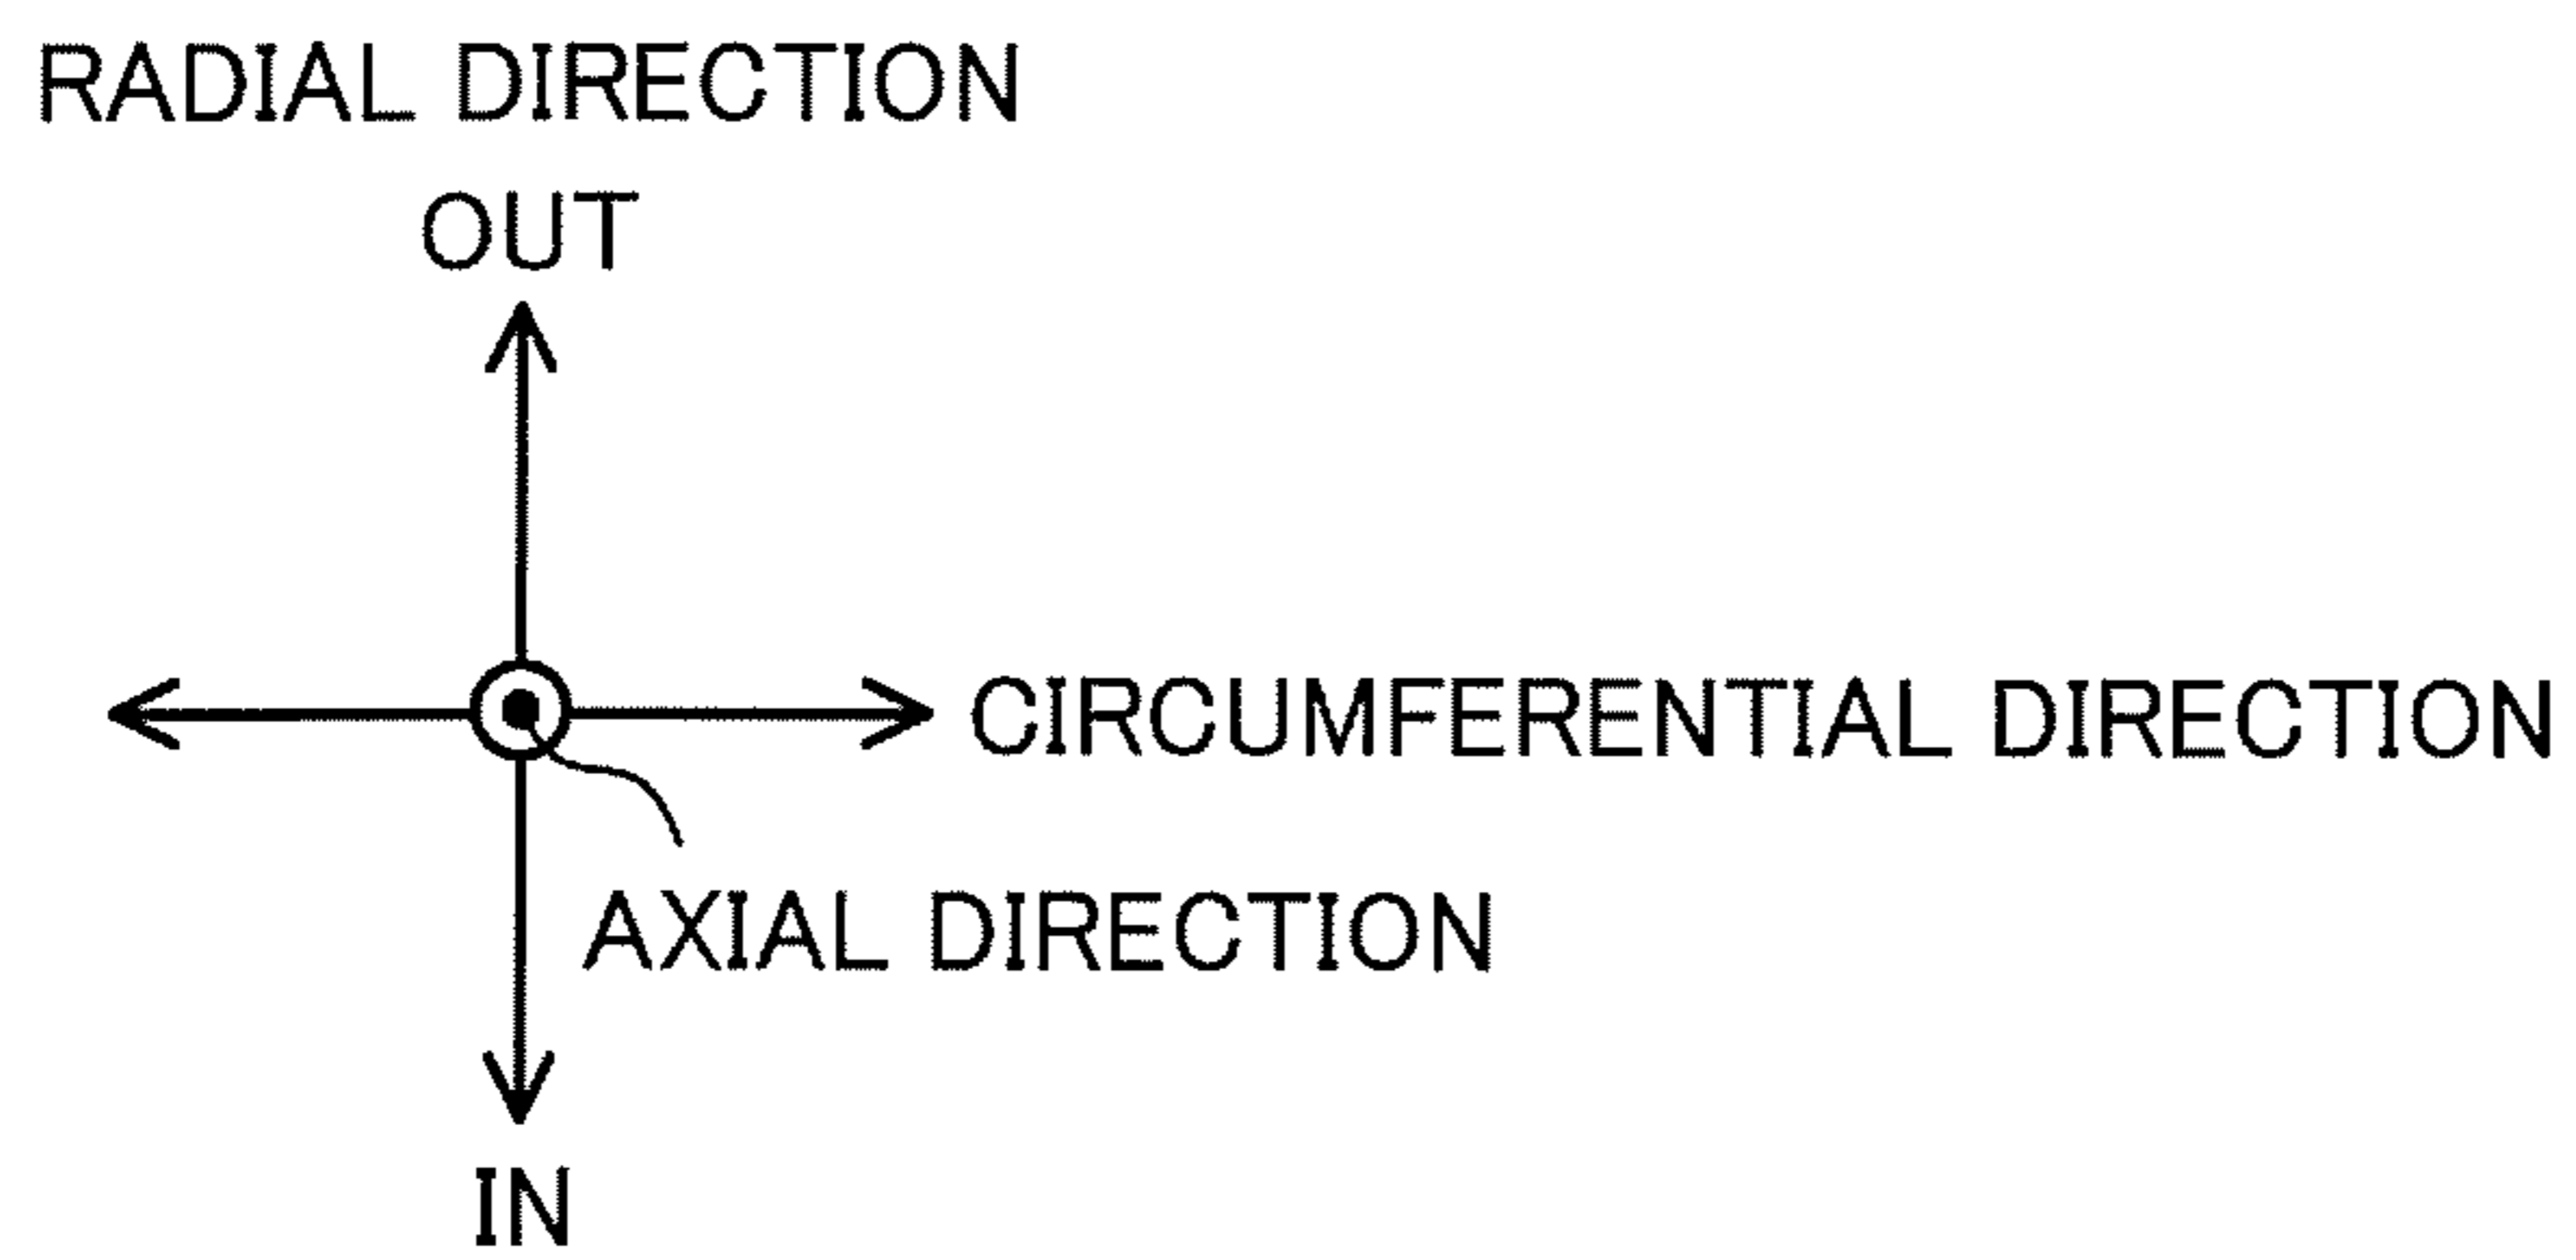 RADIAL DIRECTION
OUT
CIRCUMFERENTIAL DIRECTION
AXIAL DIRECTION
IN